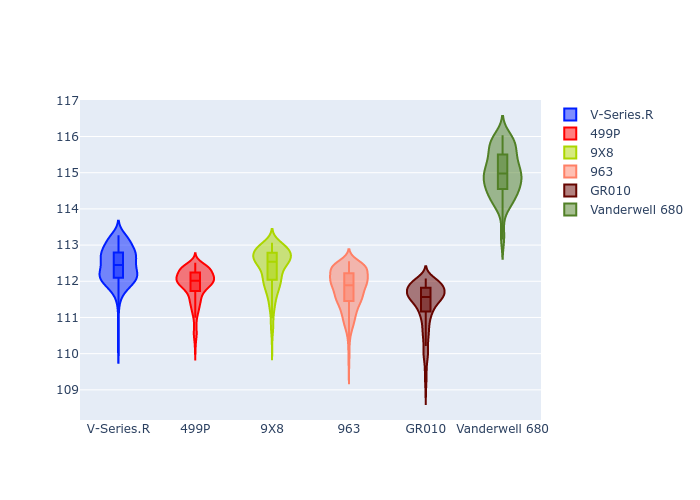 117
116
115
114
113
112
111
110
109
V-Series.R
499P
9X8
963
GR010
Vanderwell 680
V-Series.R
499P
9X8
963
GR010
Vanderwell 680